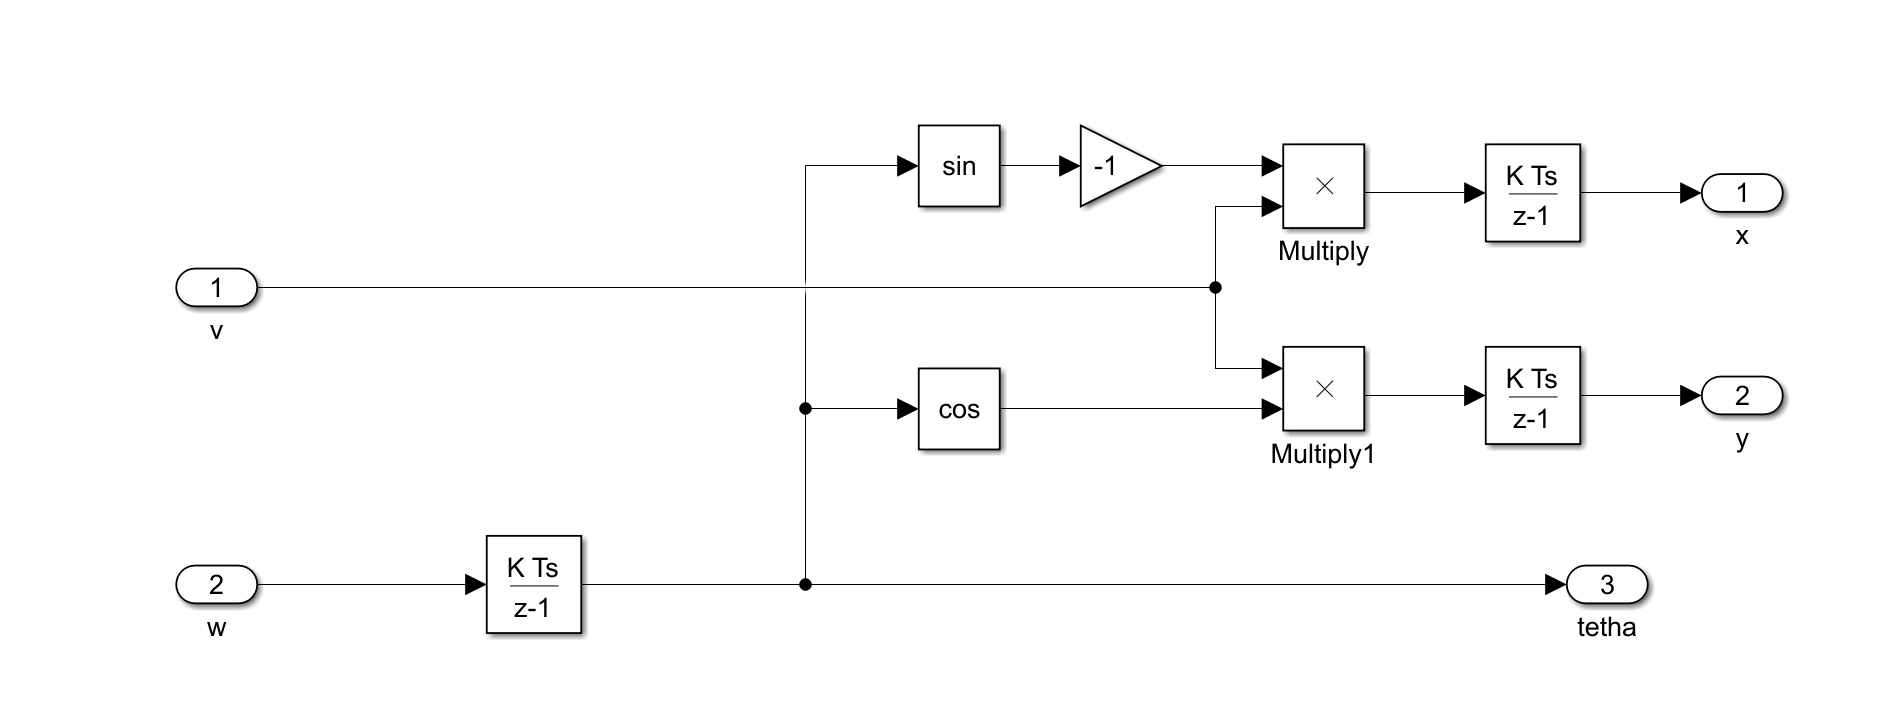 sin
-1
×
K Ts
z-1
1
x
Multiply
1
v
cos
×
K Ts
z-1
2
y
Multiply1
2
w
K Ts
z-1
3
tetha